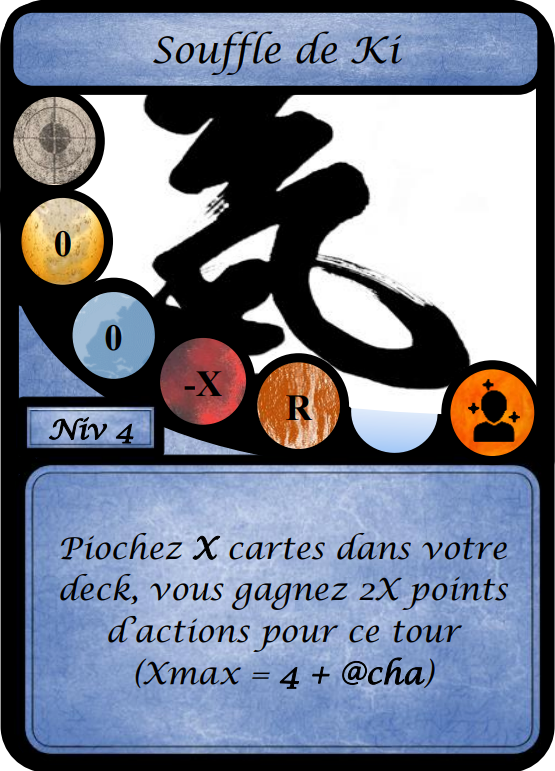 Souffle de Ki
氣
0
0
-X
R
Niv 4
Piochez X cartes dans votre
deck, vous gagnez 2X points
d'actions pour ce tour
(Xmax = 4 + @cha)